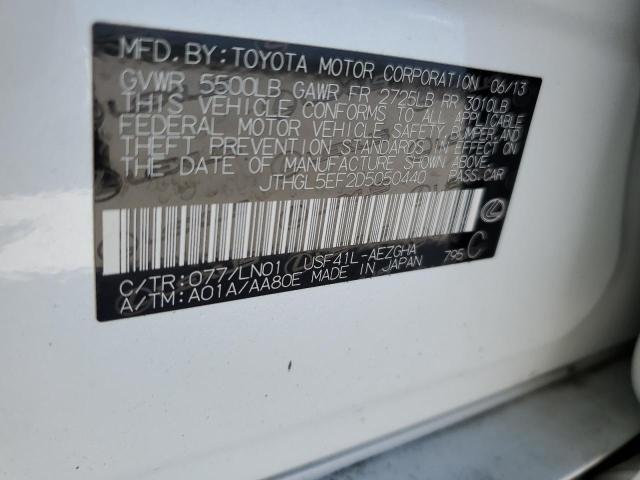 MFD. BY: TOYOTA MOTOR CORPORATION 06/13
GVWR 5500LB GAWR FR 2725LB RR 3010LB
THIS VEHICLE CONFORMS TO ALL APPLICABLE
FEDERAL MOTOR VEHICLE SAFETY, BUMPER, AND
THEFT PREVENTION STANDARDS IN EFFECT ON
THE DATE OF MANUFACTURE SHOWN ABOVE.
JTHGL5EF2D5050440 PASS.CAR
C/TR:077/LN01 USF41L-AEZGHA 795 C
A/TM:A01A/AA80E MADE IN JAPAN